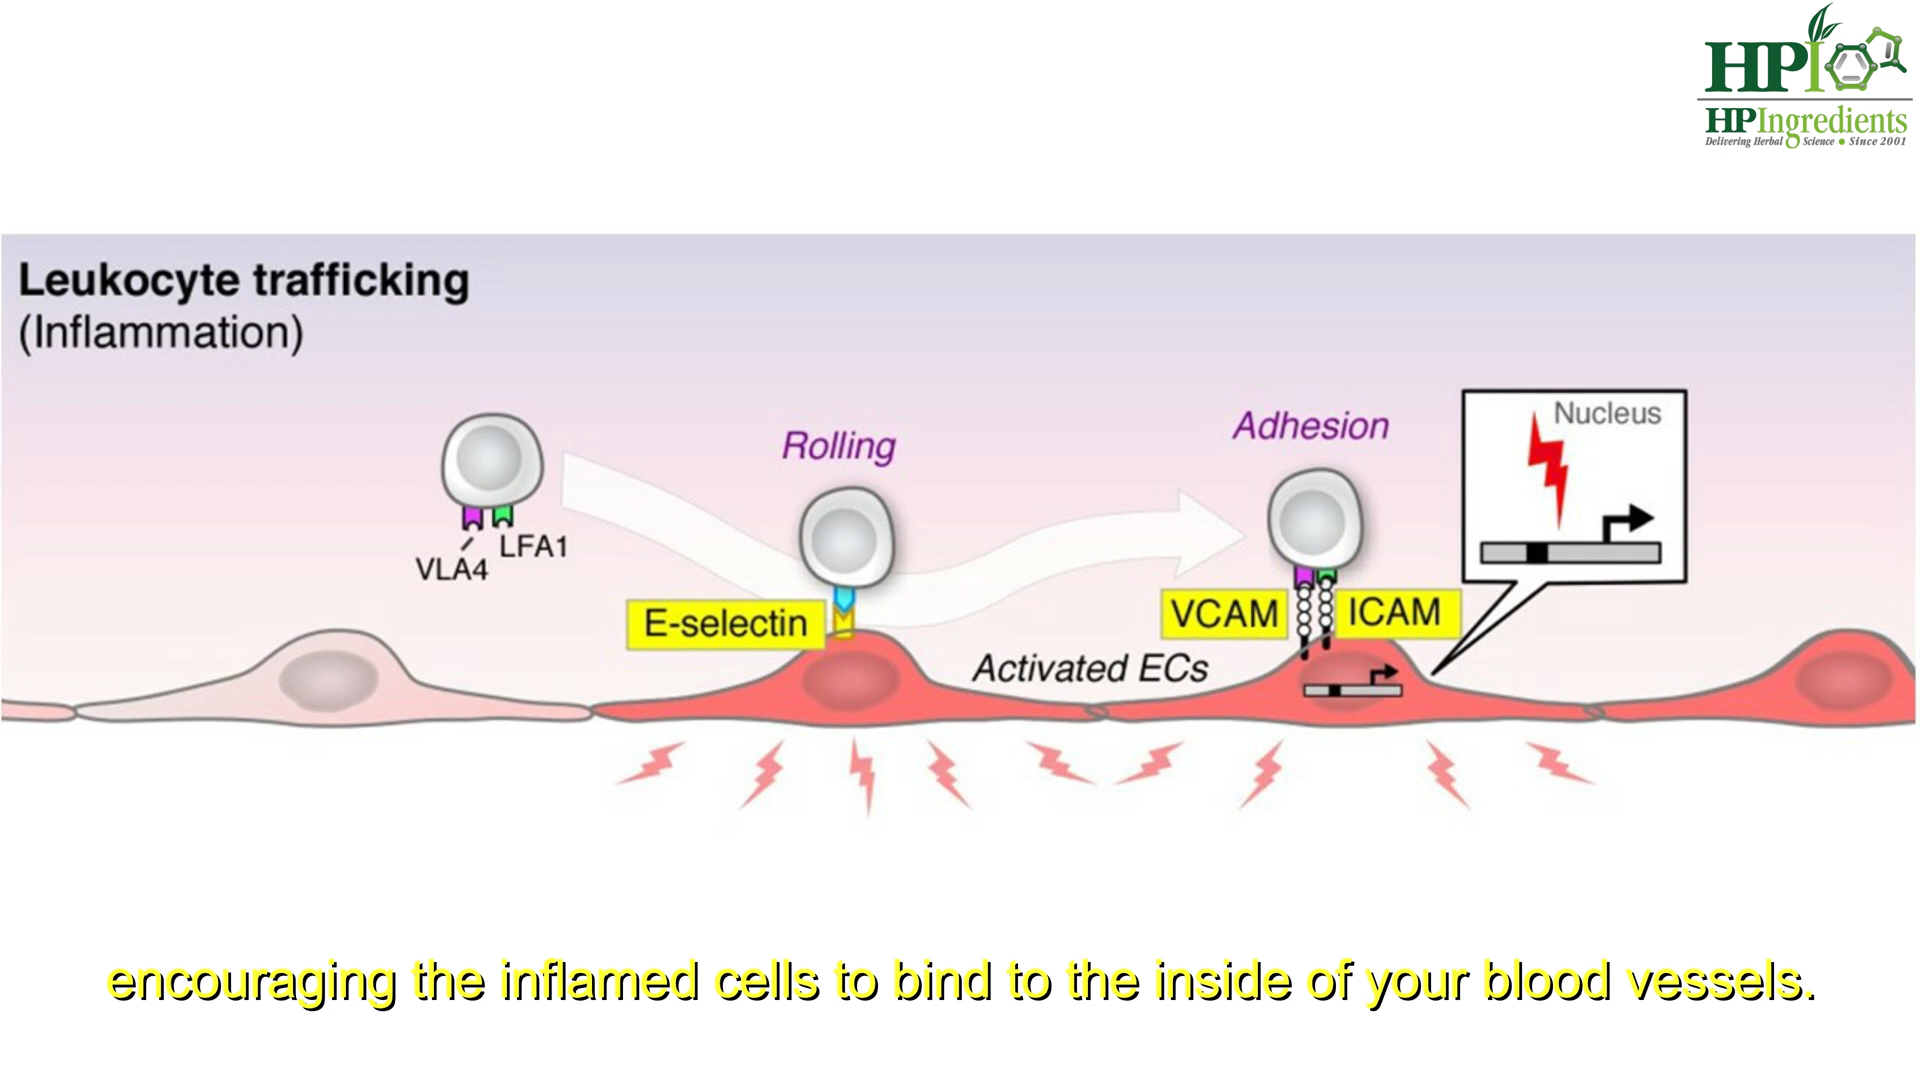 HPI
HPIngredients
Delivering Herbal Science • Since 2001
Leukocyte trafficking
(Inflammation)
Rolling
Adhesion
Nucleus
VLA4
LFA1
E-selectin
VCAM
ICAM
Activated ECs
encouraging the inflamed cells to bind to the inside of your blood vessels.